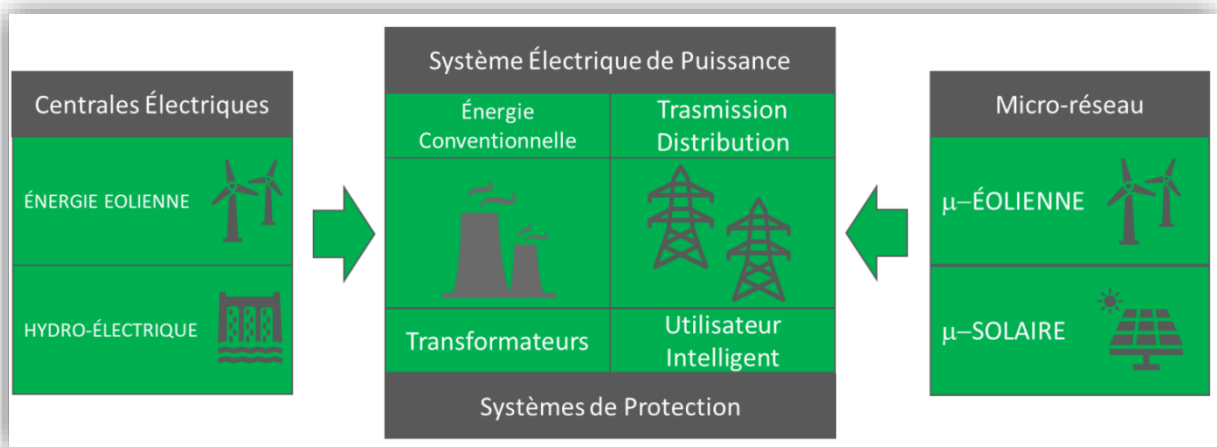 Centrales Électriques
ÉNERGIE EOLIENNE
HYDRO-ÉLECTRIQUE
Système Électrique de Puissance
Énergie
Conventionnelle
Trasmission
Distribution
Transformateurs
Utilisateur
Intelligent
Systèmes de Protection
Micro-réseau
μ–ÉOLIENNE
μ–SOLAIRE